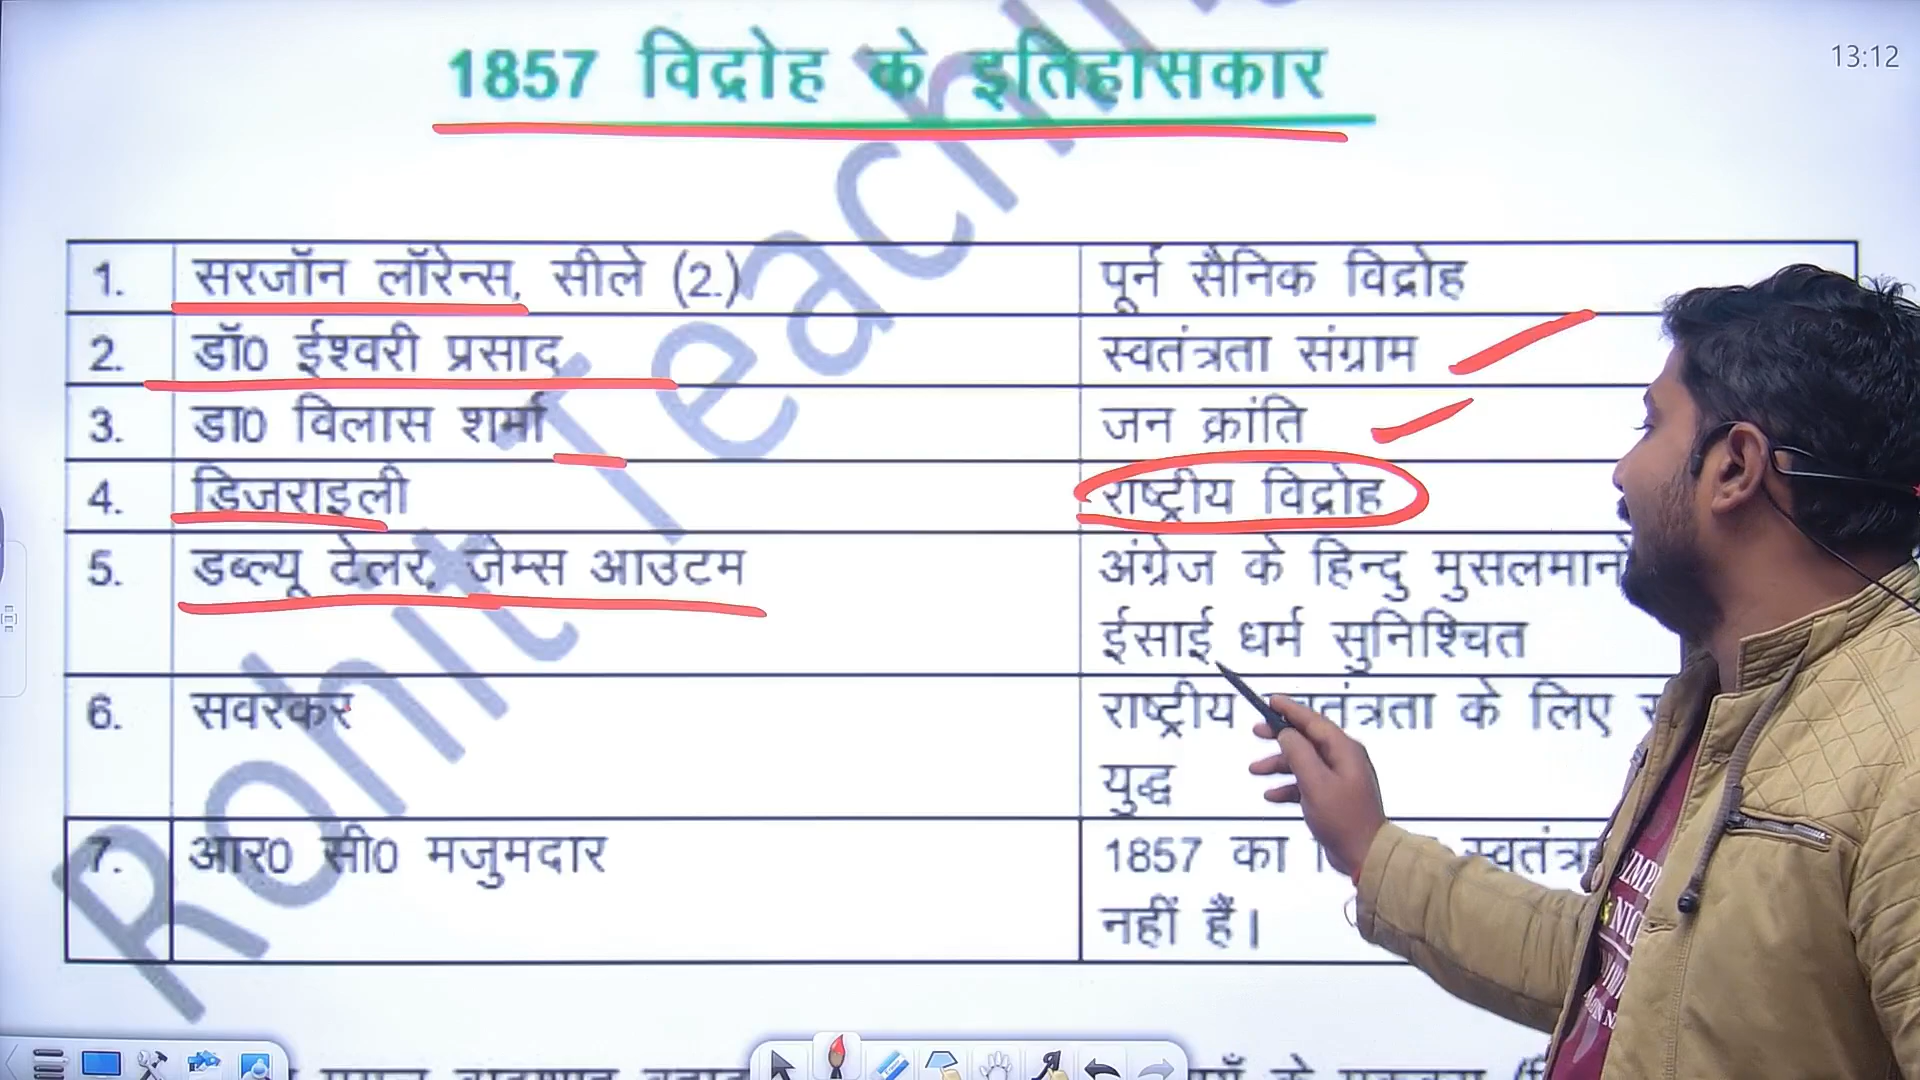 1857 विद्रोह के इतिहासकार
13:12
1. सरजॉन लॉरेन्स, सीले (2.) पूर्न सैनिक विद्रोह
2. डॉ0 ईश्वरी प्रसाद स्वतंत्रता संग्राम
3. डा0 विलास शर्मा जन क्रांति
4. डिजराइली राष्ट्रीय विद्रोह
5. डब्ल्यू टेलर, जेम्स आउटम अंग्रेज के हिन्दु
ईसाई धर्म सुनिश्चित
6. सवरकर राष्ट्रीय के लिए
युद्ध
7. आर0 सी0 मजुमदार 1857 का
नहीं हैं।
Rohit